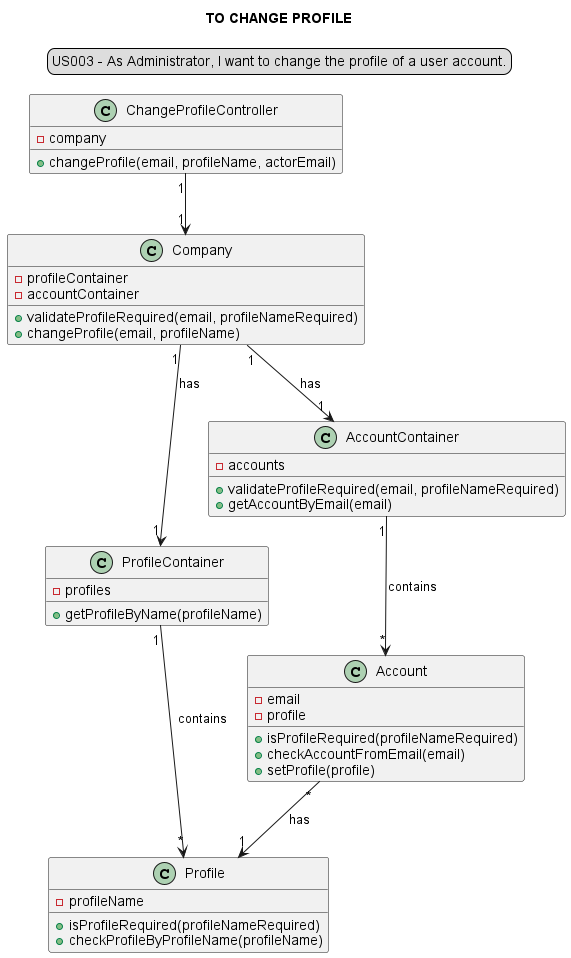 TO CHANGE PROFILE
US003 - As Administrator, I want to change the profile of a user account.
C ChangeProfileController
company
changeProfile(email, profileName, actorEmail)
1
1
C Company
profileContainer
accountContainer
validateProfileRequired(email, profileNameRequired)
changeProfile(email, profileName)
1
1
has
has
1
C AccountContainer
accounts
validateProfileRequired(email, profileNameRequired)
getAccountByEmail(email)
1
1
C ProfileContainer
profiles
getProfileByName(profileName)
contains
1
*
C Account
email
profile
isProfileRequired(profileNameRequired)
checkAccountFromEmail(email)
setProfile(profile)
contains
*
has
*
1
C Profile
profileName
isProfileRequired(profileNameRequired)
checkProfileByProfileName(profileName)